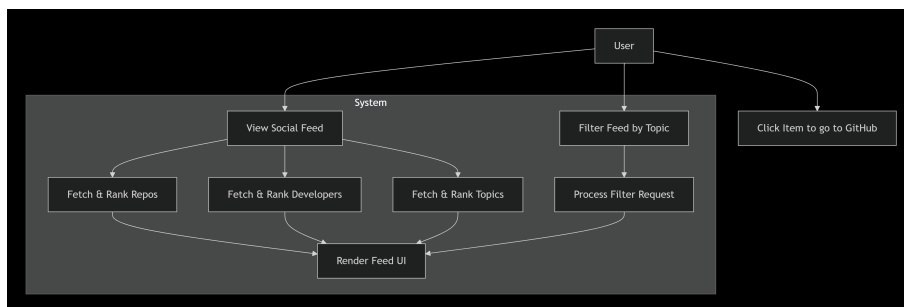 User
System
View Social Feed
Filter Feed by Topic
Click Item to go to GitHub
Fetch & Rank Repos
Fetch & Rank Developers
Fetch & Rank Topics
Process Filter Request
Render Feed UI